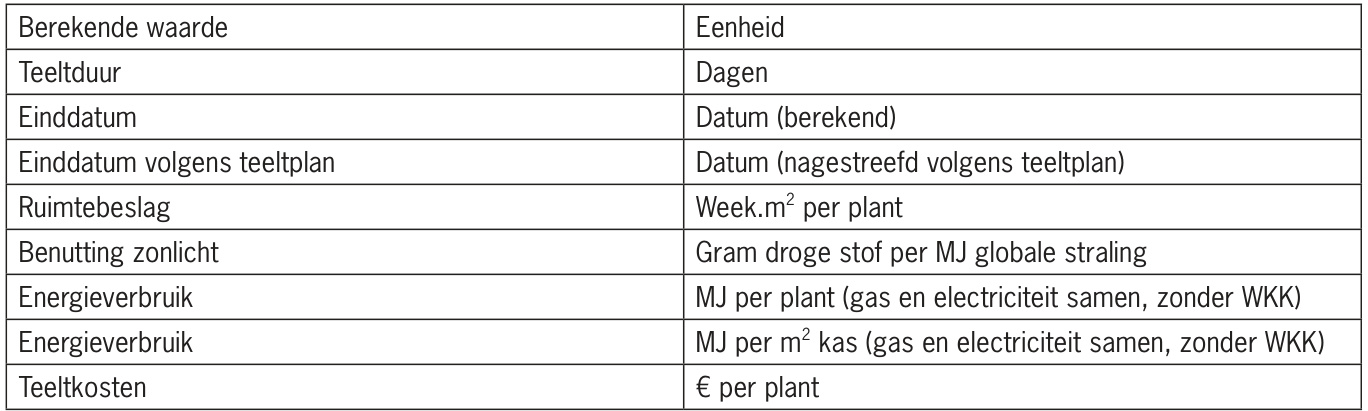 Berekende waarde Eenheid
Teeltduur Dagen
Einddatum Datum (berekend)
Einddatum volgens teeltplan Datum (nagestreefd volgens teeltplan)
Ruimtebeslag Week.m² per plant
Benutting zonlicht Gram droge stof per MJ globale straling
Energieverbruik MJ per plant (gas en electriciteit samen, zonder WKK)
Energieverbruik MJ per m² kas (gas en electriciteit samen, zonder WKK)
Teeltkosten € per plant